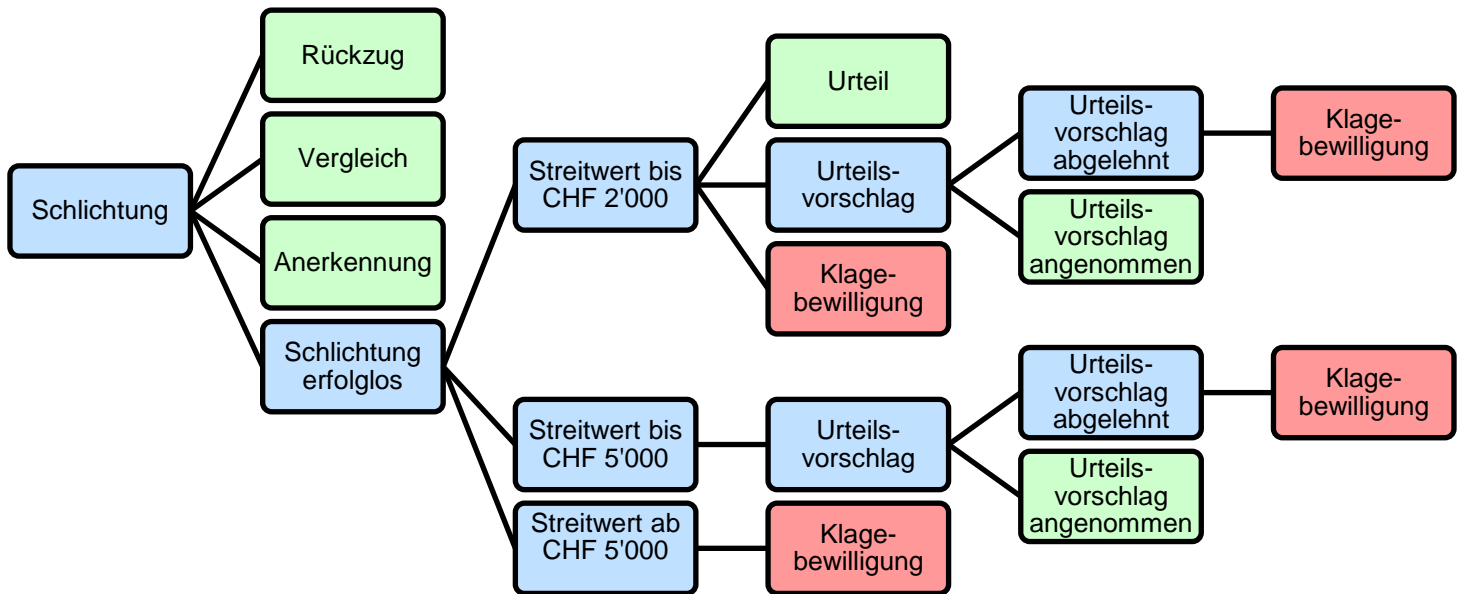 Schlichtung
Rückzug
Vergleich
Anerkennung
Schlichtung
erfolglos
Streitwert bis
CHF 2'000
Urteil
Urteils-
vorschlag
Urteils-
vorschlag
abgelehnt
Klage-
bewilligung
Urteils-
vorschlag
angenommen
Klage-
bewilligung
Streitwert bis
CHF 5'000
Urteils-
vorschlag
Urteils-
vorschlag
abgelehnt
Klage-
bewilligung
Urteils-
vorschlag
angenommen
Streitwert ab
CHF 5'000
Klage-
bewilligung